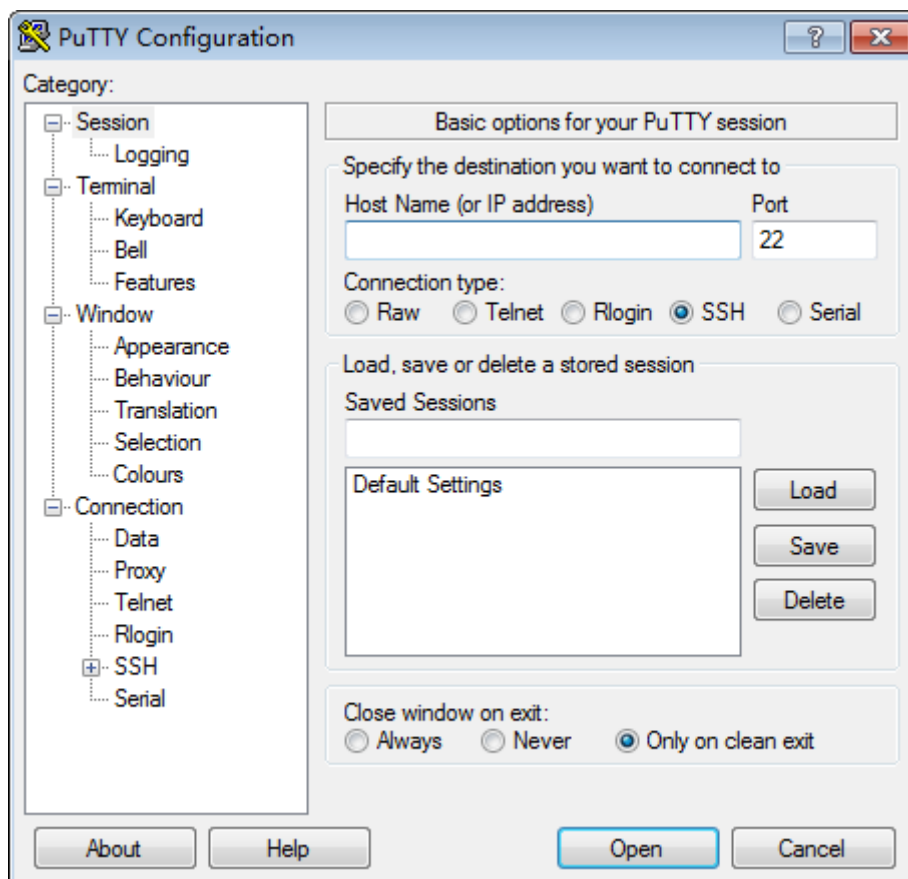 PuTTY Configuration
Category:
Session
Logging
Terminal
Keyboard
Bell
Features
Window
Appearance
Behaviour
Translation
Selection
Colours
Connection
Data
Proxy
Telnet
Rlogin
SSH
Serial
Basic options for your PuTTY session
Specify the destination you want to connect to
Host Name (or IP address) Port
22
Connection type:
Raw Telnet Rlogin SSH Serial
Load, save or delete a stored session
Saved Sessions
Default Settings
Load
Save
Delete
Close window on exit:
Always Never Only on clean exit
About Help Open Cancel